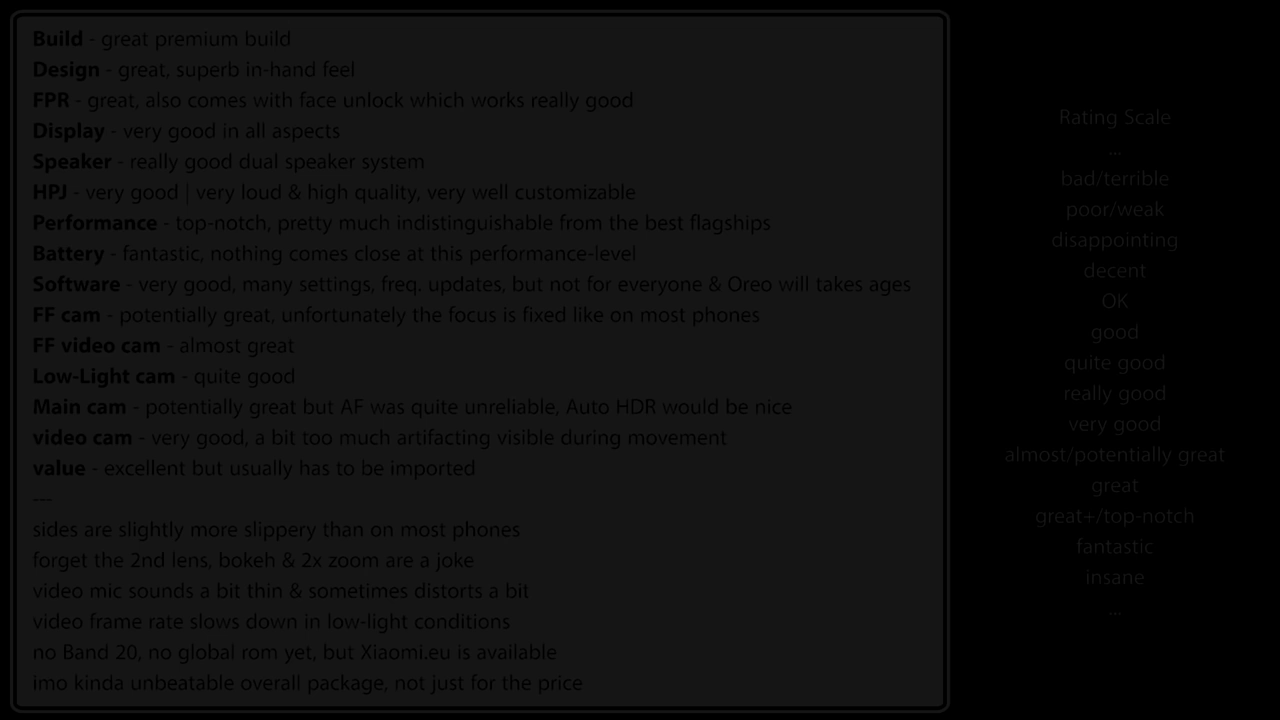 Build - great premium build
Design - great, superb in-hand feel
FPR - great, also comes with face unlock which works really good
Display - very good in all aspects
Speaker - really good dual speaker system
HPJ - very good | very loud & high quality, very well customizable
Performance - top-notch, pretty much indistinguishable from the best flagships
Battery - fantastic, nothing comes close at this performance-level
Software - very good, many settings, freq. updates, but not for everyone & Oreo will takes ages
FF cam - potentially great, unfortunately the focus is fixed like on most phones
FF video cam - almost great
Low-Light cam - quite good
Main cam - potentially great but AF was quite unreliable, Auto HDR would be nice
video cam - very good, a bit too much artifacting visible during movement
value - excellent but usually has to be imported
---
sides are slightly more slippery than on most phones
forget the 2nd lens, bokeh & 2x zoom are a joke
video mic sounds a bit thin & sometimes distorts a bit
video frame rate slows down in low-light conditions
no Band 20, no global rom yet, but Xiaomi.eu is available
imo kinda unbeatable overall package, not just for the price
Rating Scale
...
bad/terrible
poor/weak
disappointing
decent
OK
good
quite good
really good
very good
almost/potentially great
great
great+/top-notch
fantastic
insane
...